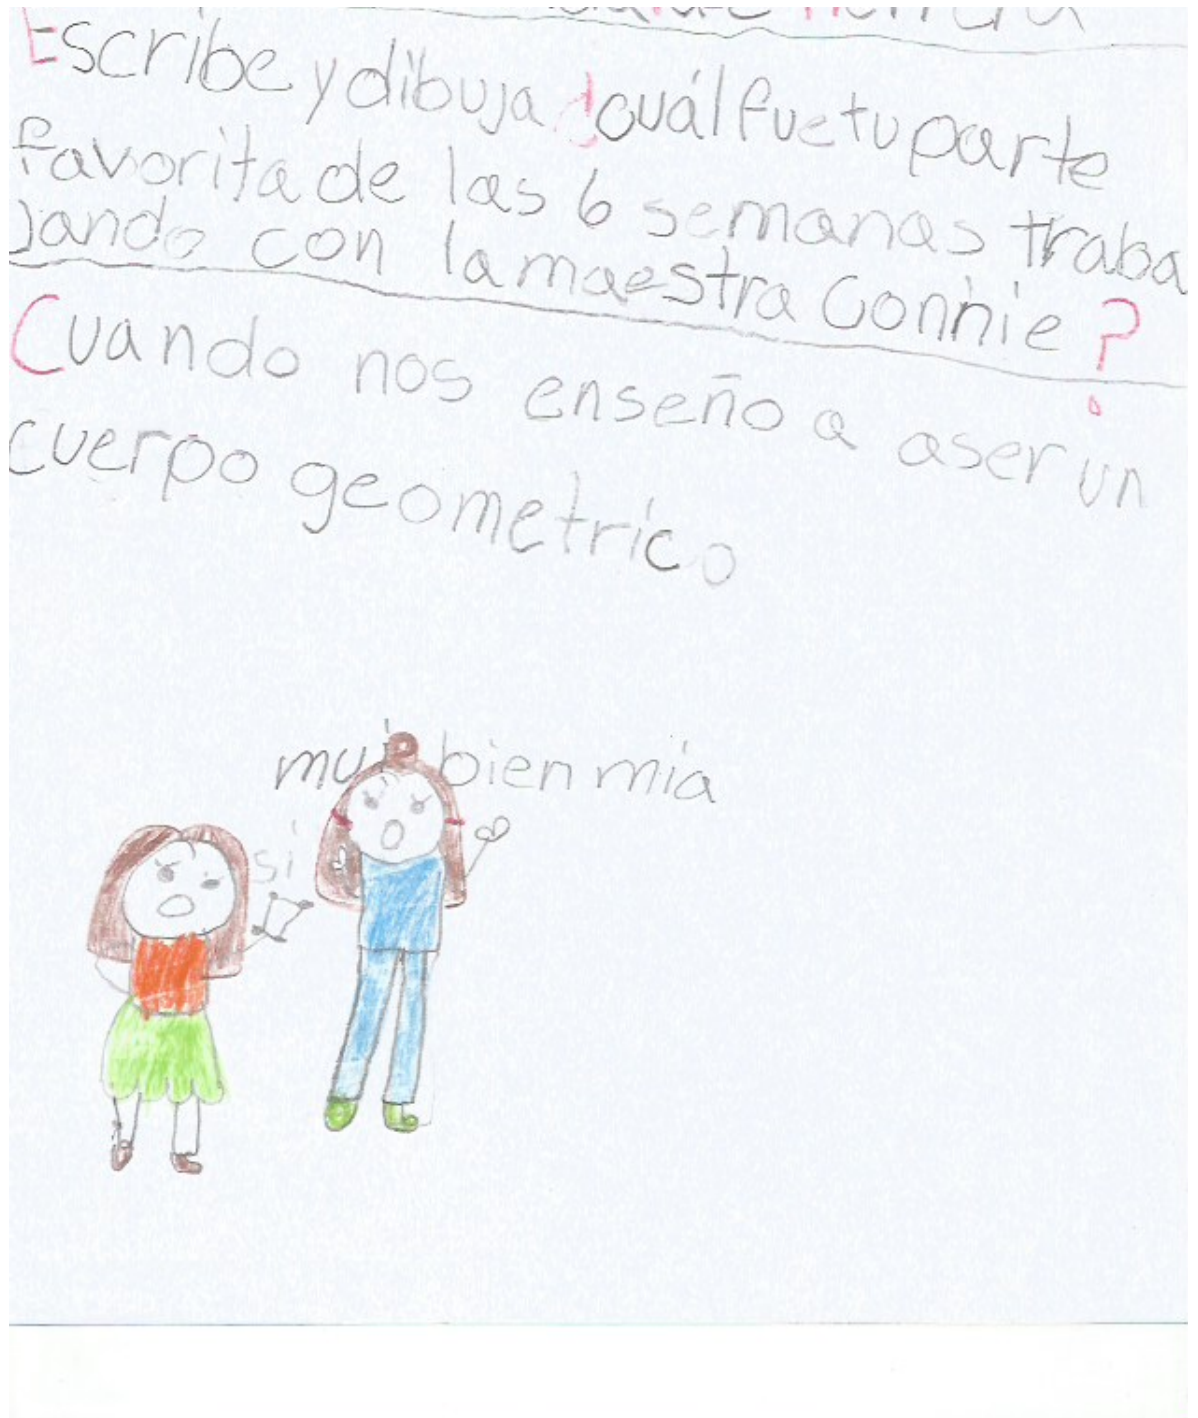 Escribe y dibuja ¿cuál fue tu parte
favorita de las 6 semanas traba
jando con la maestra Connie?
Cuando nos enseño a aser un
cuerpo geometrico
mui bien mia
si